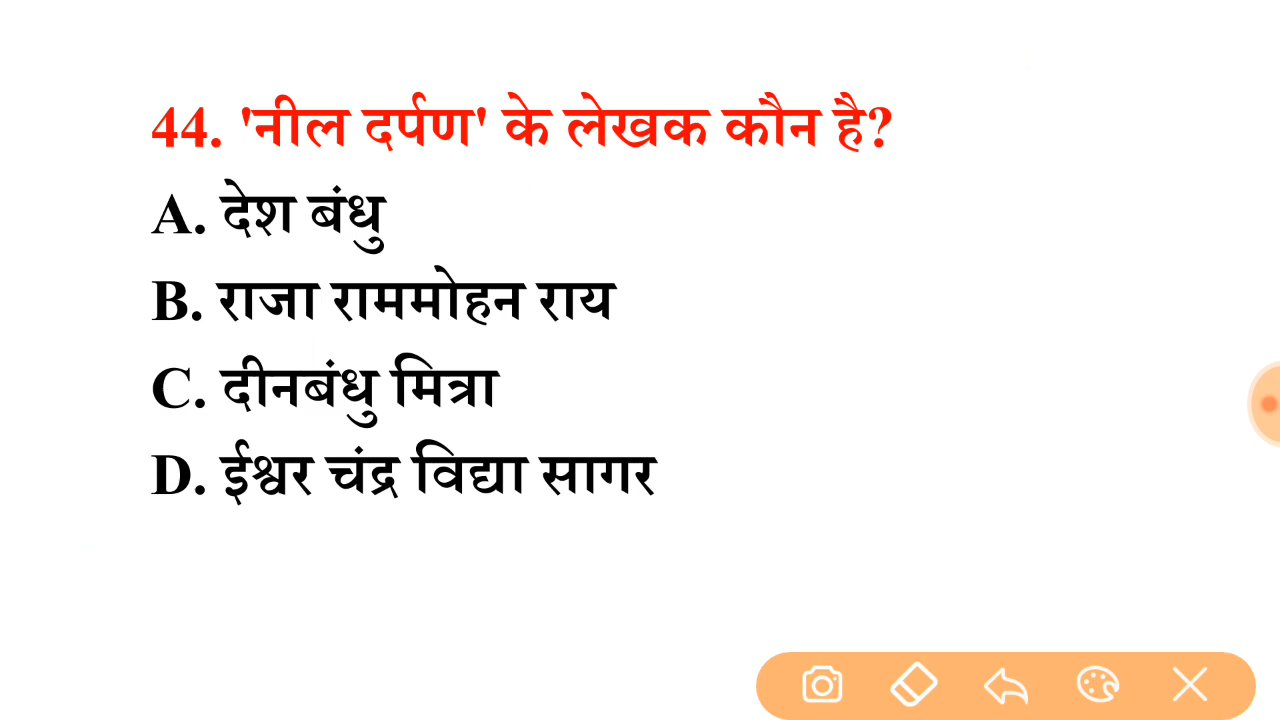 44. 'नील दर्पण' के लेखक कौन है?
A. देश बंधु
B. राजा राममोहन राय
C. दीनबंधु मित्रा
D. ईश्वर चंद्र विद्या सागर